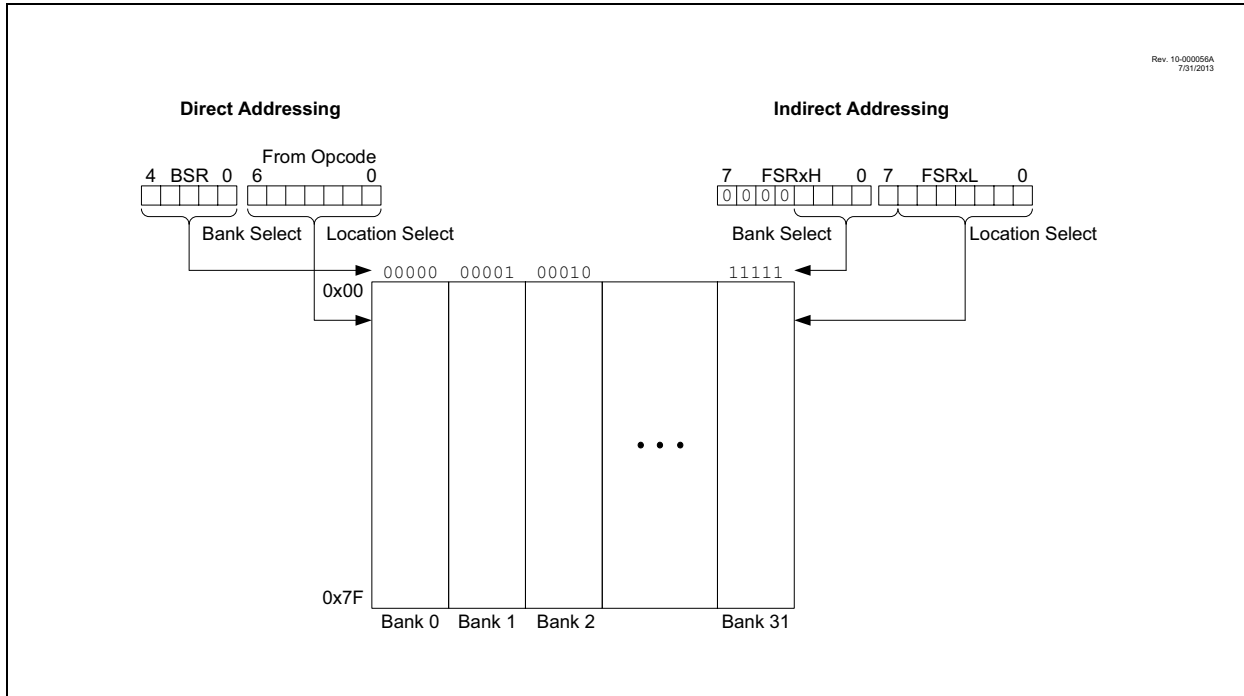 Rev. 10-000056A
7/31/2013
Direct Addressing
Indirect Addressing
From Opcode
4 BSR 0 6 0
7 FSRxH 0 7 FSRxL 0
0 0 0 0
Bank Select Location Select
Bank Select Location Select
00000 00001 00010 11111
0x00
0x7F
Bank 0 Bank 1 Bank 2 Bank 31